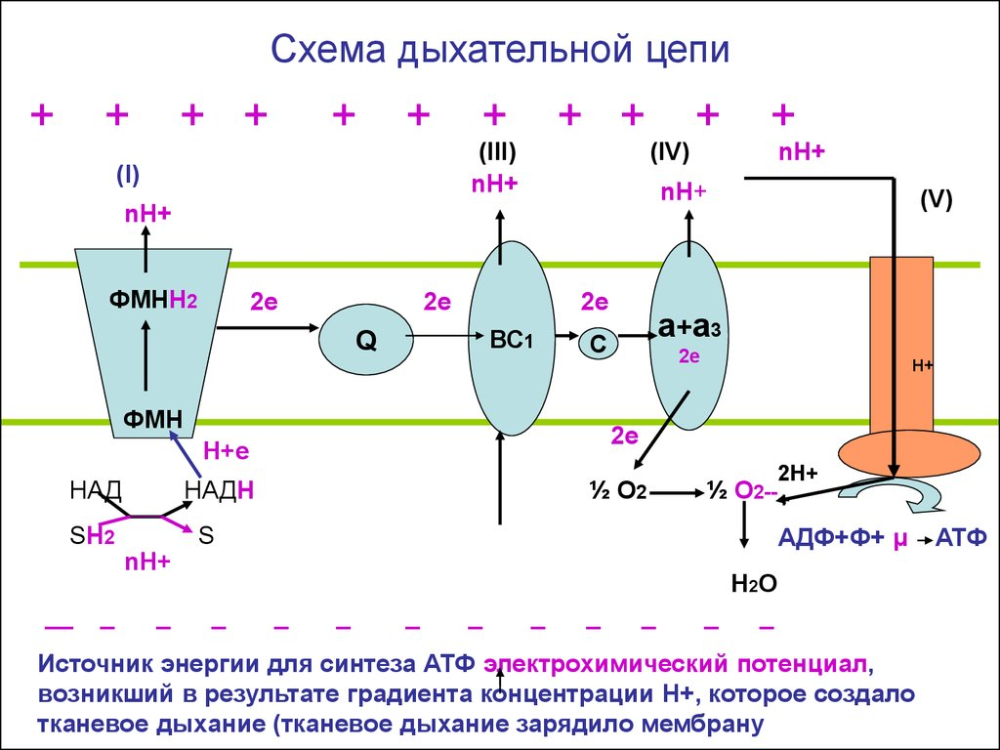 Схема дыхательной цепи
+ + + + + + + + + + +
(III) (IV) nH+
(I)
nH+ nH+
(V)
nH+
ФМНН2 2е 2е 2е
а+а3
Q ВС1 С
2е
Н+
ФМН
2е
Н+е
2Н+
НАД НАДН ½ О2 ½ О2--
SH2 S АДФ+Ф+ μ АТФ
nH+
Н2О
— – – – – – – – – – – – –
Источник энергии для синтеза АТФ электрохимический потенциал,
возникший в результате градиента концентрации Н+, которое создало
тканевое дыхание (тканевое дыхание зарядило мембрану